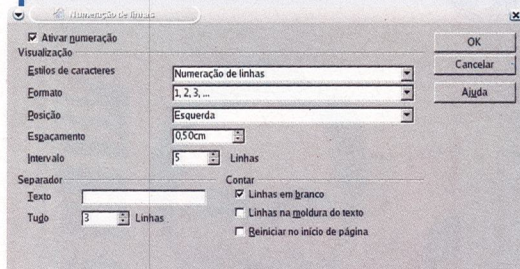 Numeração de linhas
Ativar numeração
Visualização
Estilos de caracteres Numeração de linhas
Formato 1, 2, 3, ...
Posição Esquerda
Espaçamento 0,50cm
Intervalo 5 Linhas
Separador
Texto
Tudo 3 Linhas
Contar
Linhas em branco
Linhas na moldura do texto
Reiniciar no início de página
OK
Cancelar
Ajuda